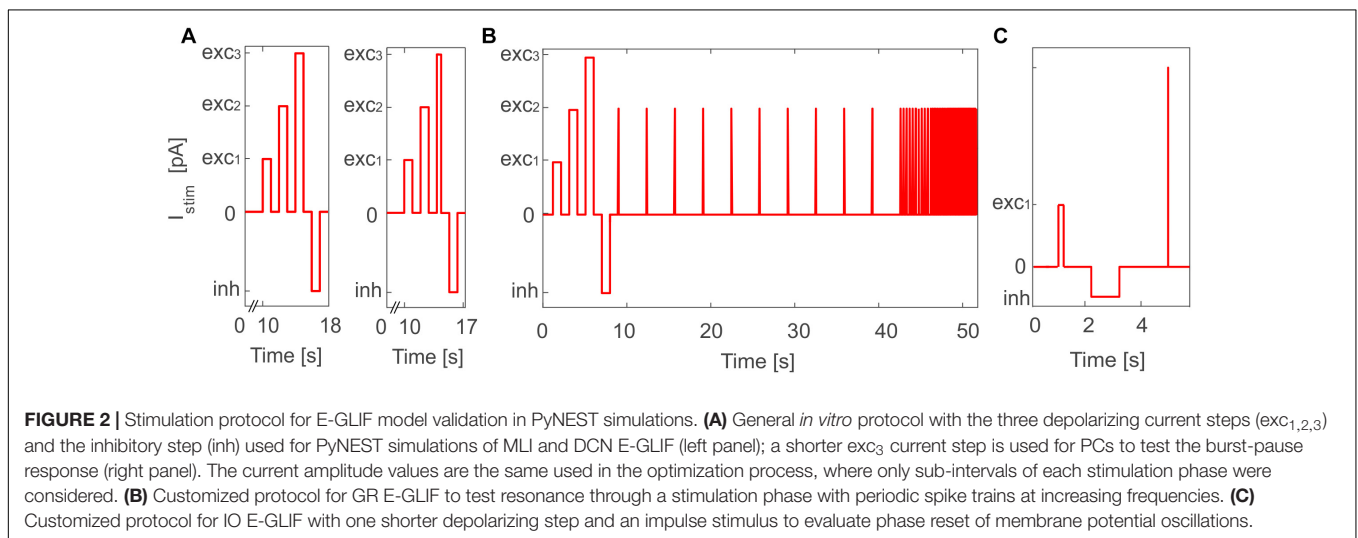 A
B
C
exc3
exc2
exc1
0
inh
I_stim [pA]
0 10 18
Time [s]
0 10 17
Time [s]
exc3
exc2
exc1
0
inh
0 10 20 30 40 50
Time [s]
exc1
0
inh
0 2 4
Time [s]
FIGURE 2 | Stimulation protocol for E-GLIF model validation in PyNEST simulations. (A) General in vitro protocol with the three depolarizing current steps (exc1,2,3)
and the inhibitory step (inh) used for PyNEST simulations of MLI and DCN E-GLIF (left panel); a shorter exc3 current step is used for PCs to test the burst-pause
response (right panel). The current amplitude values are the same used in the optimization process, where only sub-intervals of each stimulation phase were
considered. (B) Customized protocol for GR E-GLIF to test resonance through a stimulation phase with periodic spike trains at increasing frequencies. (C)
Customized protocol for IO E-GLIF with one shorter depolarizing step and an impulse stimulus to evaluate phase reset of membrane potential oscillations.